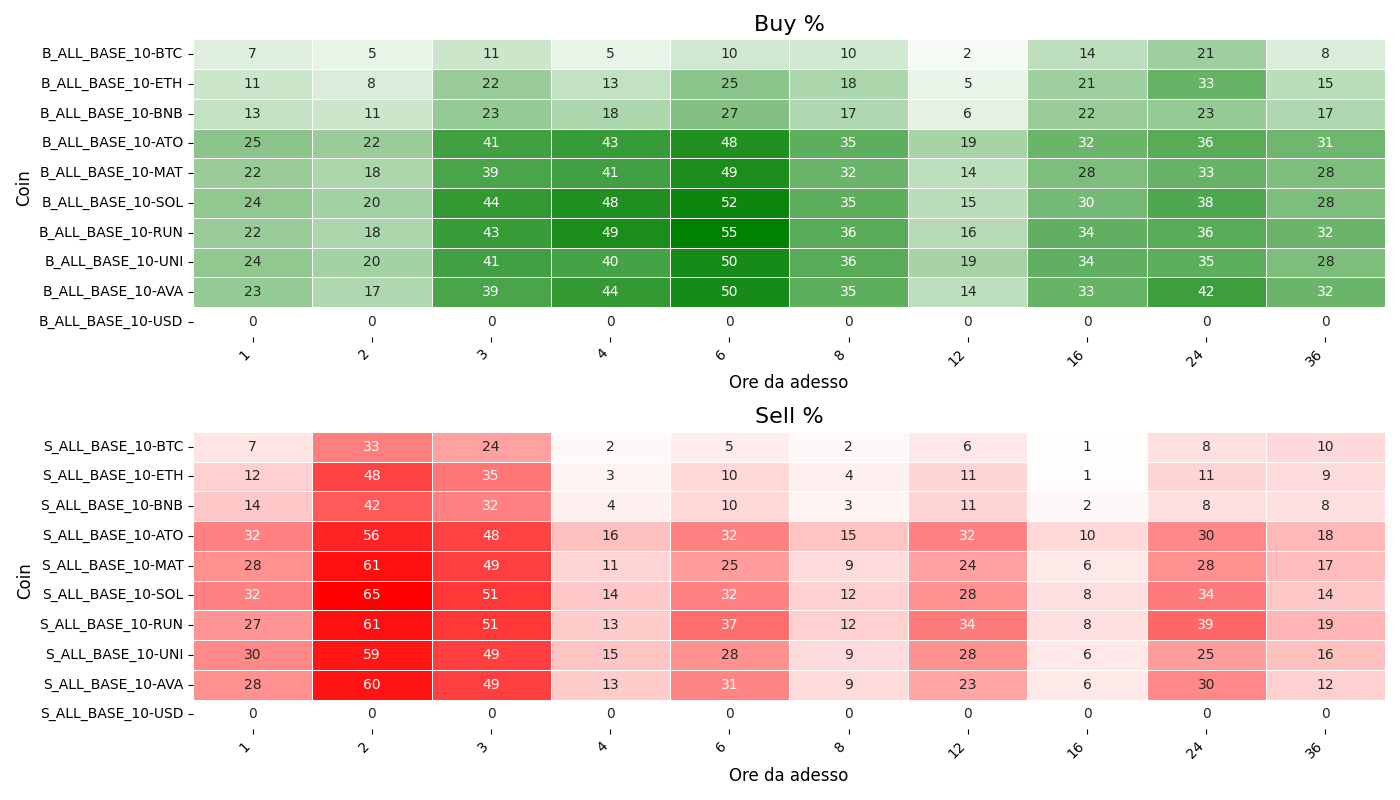 Buy %
Coin
B_ALL_BASE_10-BTC 7 5 11 5 10 10 2 14 21 8
B_ALL_BASE_10-ETH 11 8 22 13 25 18 5 21 33 15
B_ALL_BASE_10-BNB 13 11 23 18 27 17 6 22 23 17
B_ALL_BASE_10-ATO 25 22 41 43 48 35 19 32 36 31
B_ALL_BASE_10-MAT 22 18 39 41 49 32 14 28 33 28
B_ALL_BASE_10-SOL 24 20 44 48 52 35 15 30 38 28
B_ALL_BASE_10-RUN 22 18 43 49 55 36 16 34 36 32
B_ALL_BASE_10-UNI 24 20 41 40 50 36 19 34 35 28
B_ALL_BASE_10-AVA 23 17 39 44 50 35 14 33 42 32
B_ALL_BASE_10-USD 0 0 0 0 0 0 0 0 0 0
1 2 3 4 6 8 12 16 24 36
Ore da adesso
Sell %
Coin
S_ALL_BASE_10-BTC 7 33 24 2 5 2 6 1 8 10
S_ALL_BASE_10-ETH 12 48 35 3 10 4 11 1 11 9
S_ALL_BASE_10-BNB 14 42 32 4 10 3 11 2 8 8
S_ALL_BASE_10-ATO 32 56 48 16 32 15 32 10 30 18
S_ALL_BASE_10-MAT 28 61 49 11 25 9 24 6 28 17
S_ALL_BASE_10-SOL 32 65 51 14 32 12 28 8 34 14
S_ALL_BASE_10-RUN 27 61 51 13 37 12 34 8 39 19
S_ALL_BASE_10-UNI 30 59 49 15 28 9 28 6 25 16
S_ALL_BASE_10-AVA 28 60 49 13 31 9 23 6 30 12
S_ALL_BASE_10-USD 0 0 0 0 0 0 0 0 0 0
1 2 3 4 6 8 12 16 24 36
Ore da adesso